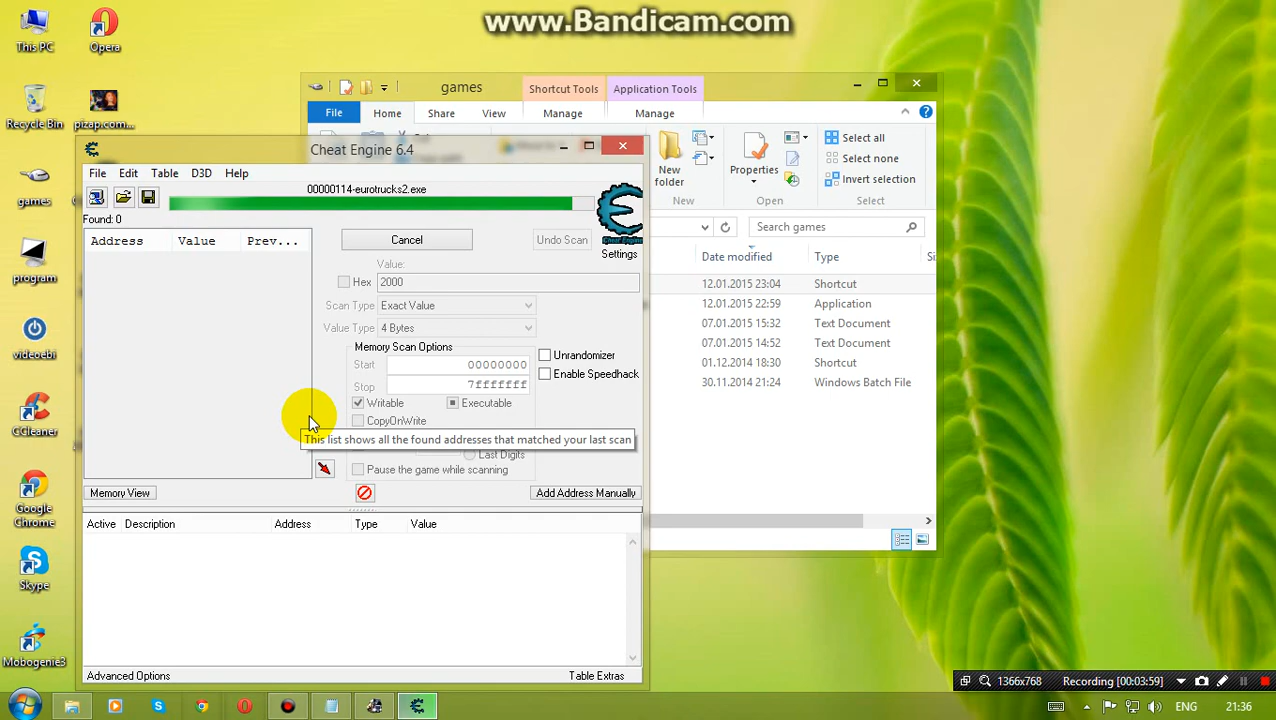 www.Bandicam.com
This PC
Opera
Recycle Bin
pizap.com...
games
program
videoebi
CCleaner
Google
Chrome
Skype
Mobogenie3
games
Shortcut Tools
Application Tools
File
Home
Share
View
Manage
Manage
New
folder
Properties
Select all
Select none
Invert selection
New
Open
Select
Search games
Date modified
Type
Si
12.01.2015 23:04
Shortcut
12.01.2015 22:59
Application
07.01.2015 15:32
Text Document
07.01.2015 14:52
Text Document
01.12.2014 18:30
Shortcut
30.11.2014 21:24
Windows Batch File
Cheat Engine 6.4
File
Edit
Table
D3D
Help
00000114-eurotrucks2.exe
Found: 0
Address
Value
Prev...
Cancel
Undo Scan
Cheat Engine
Settings
Value:
Hex
2000
Scan Type
Exact Value
Value Type
4 Bytes
Memory Scan Options
Start
00000000
Stop
7fffffff
Unrandomizer
Enable Speedhack
Writable
Executable
CopyOnWrite
This list shows all the found addresses that matched your last scan
Last Digits
Pause the game while scanning
Memory View
Add Address Manually
Active
Description
Address
Type
Value
Advanced Options
Table Extras
1366x768
Recording [00:03:59]
ENG
21:36